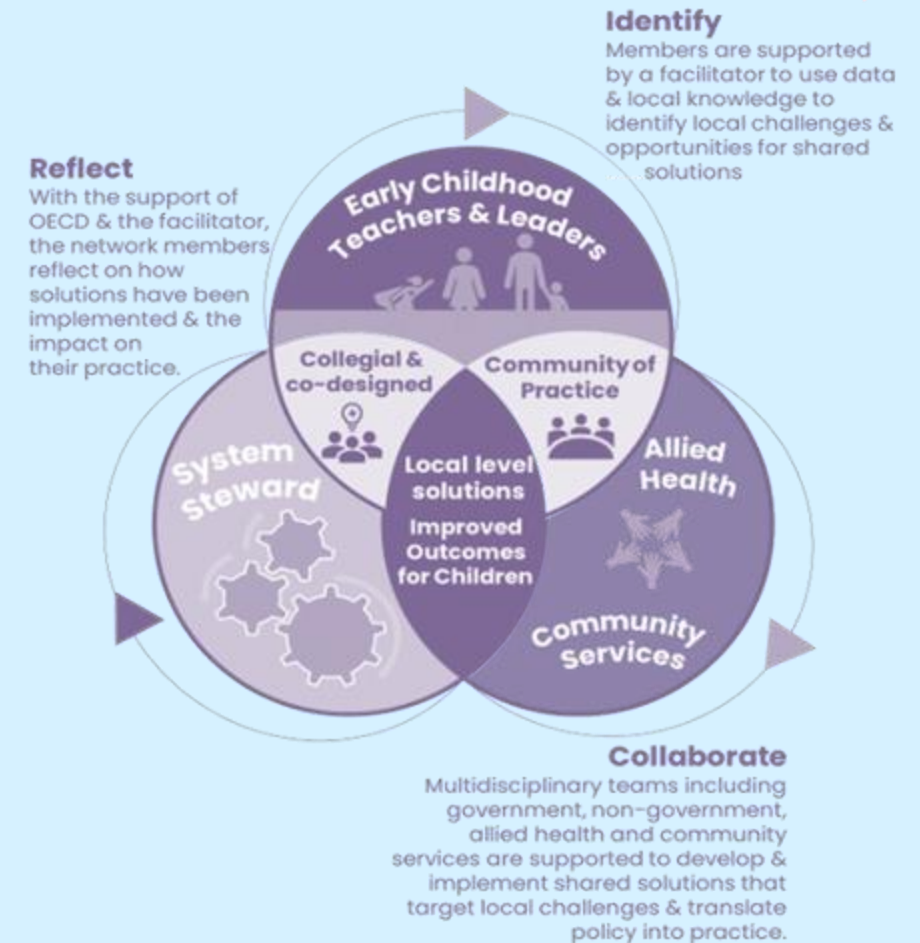 Identify
Members are supported
by a facilitator to use data
& local knowledge to
identify local challenges &
opportunities for shared
solutions
Reflect
With the support of
OECD & the facilitator,
the network members
reflect on how
solutions have been
implemented & the
impact on
their practice.
Early Childhood
Teachers & Leaders
Collegial &
co-designed
Community of
Practice
System
Steward
Local level
solutions
Improved
Outcomes
for Children
Allied
Health
Community
Services
Collaborate
Multidisciplinary teams including
government, non-government,
allied health and community
services are supported to develop &
implement shared solutions that
target local challenges & translate
policy into practice.